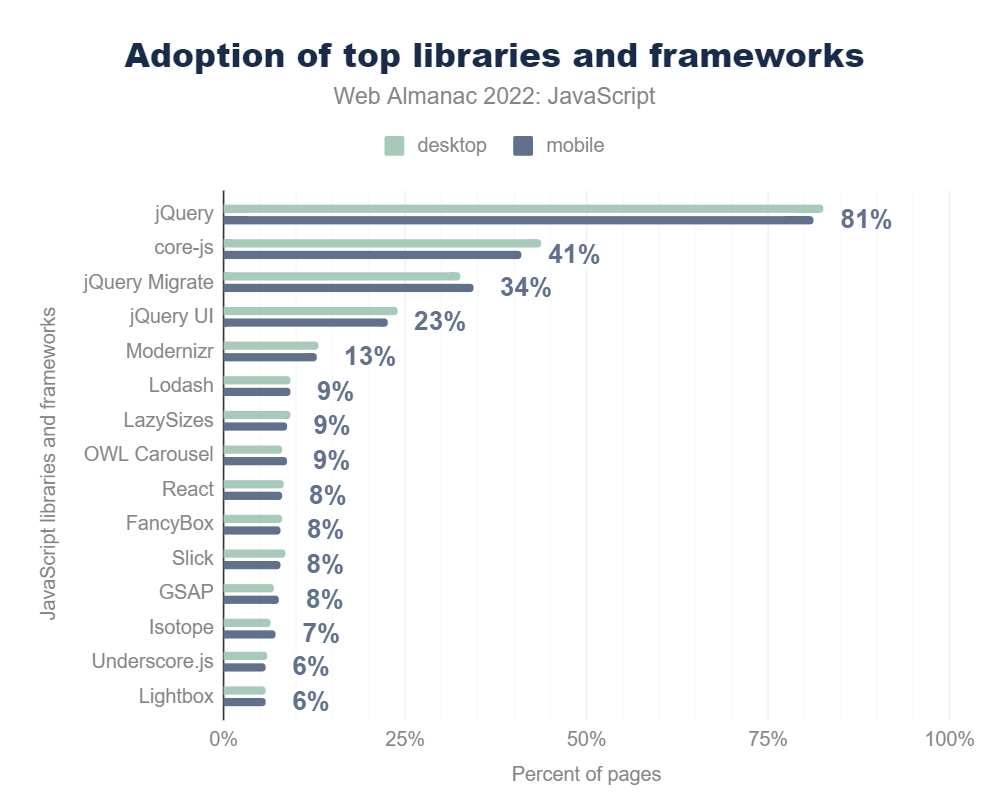 Adoption of top libraries and frameworks
Web Almanac 2022: JavaScript
desktop mobile
JavaScript libraries and frameworks
jQuery 81%
core-js 41%
jQuery Migrate 34%
jQuery UI 23%
Modernizr 13%
Lodash 9%
LazySizes 9%
OWL Carousel 9%
React 8%
FancyBox 8%
Slick 8%
GSAP 8%
Isotope 7%
Underscore.js 6%
Lightbox 6%
0% 25% 50% 75% 100%
Percent of pages